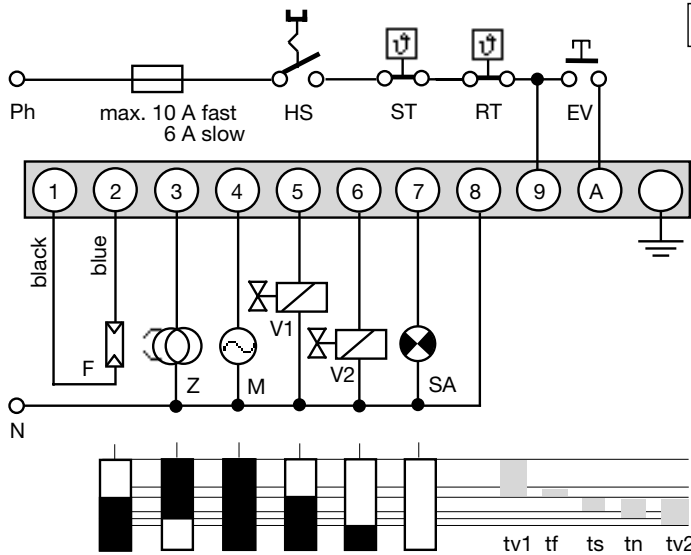 ϑ ϑ
Ph max. 10 A fast HS ST RT EV
6 A slow
1 2 3 4 5 6 7 8 9 A
black
blue
F
Z
M
V1
V2
SA
N
tv1 tf ts tn tv2